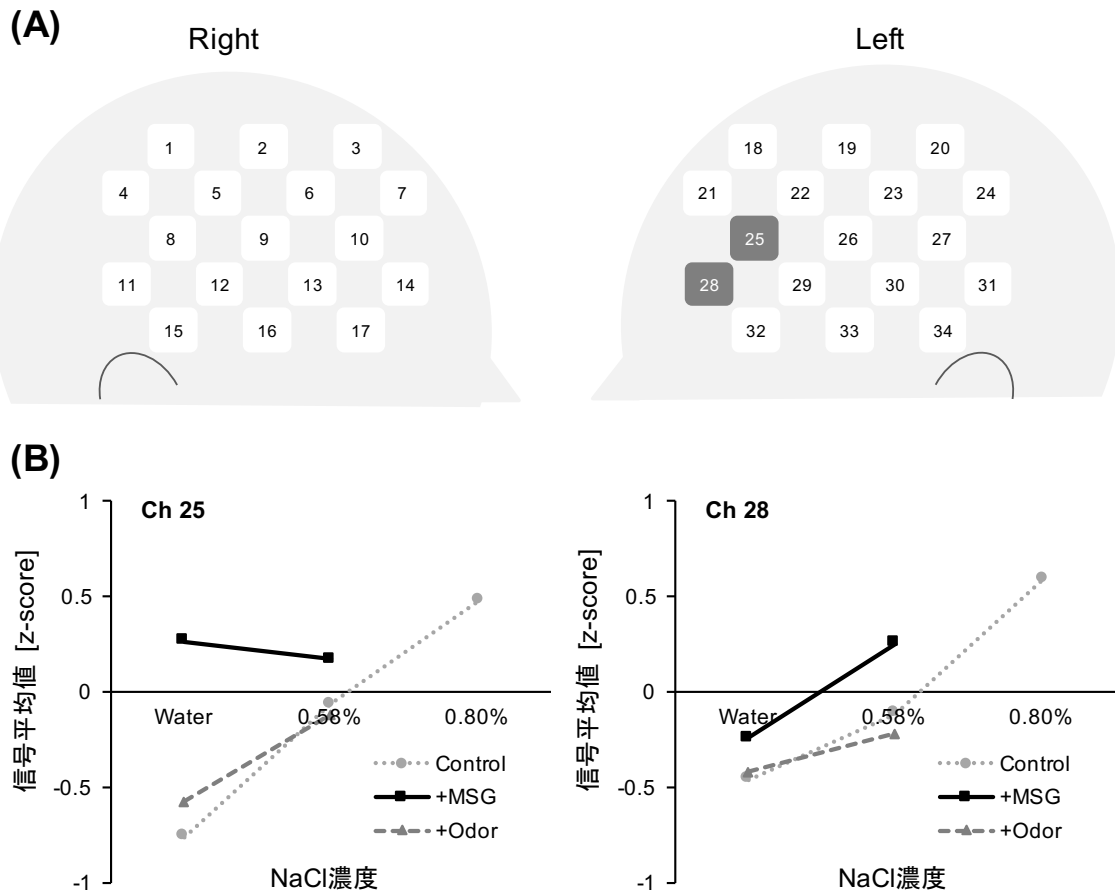 (A)
Right
Left
1 2 3
4 5 6 7
8 9 10
11 12 13 14
15 16 17
18 19 20
21 22 23 24
25 26 27
28 29 30 31
32 33 34
(B)
Ch 25
信号平均値 [z-score]
1
0.5
0
-0.5
-1
Water 0.58% 0.80%
Control
+MSG
+Odor
NaCl濃度
Ch 28
信号平均値 [z-score]
1
0.5
0
-0.5
-1
Water 0.58% 0.80%
Control
+MSG
+Odor
NaCl濃度